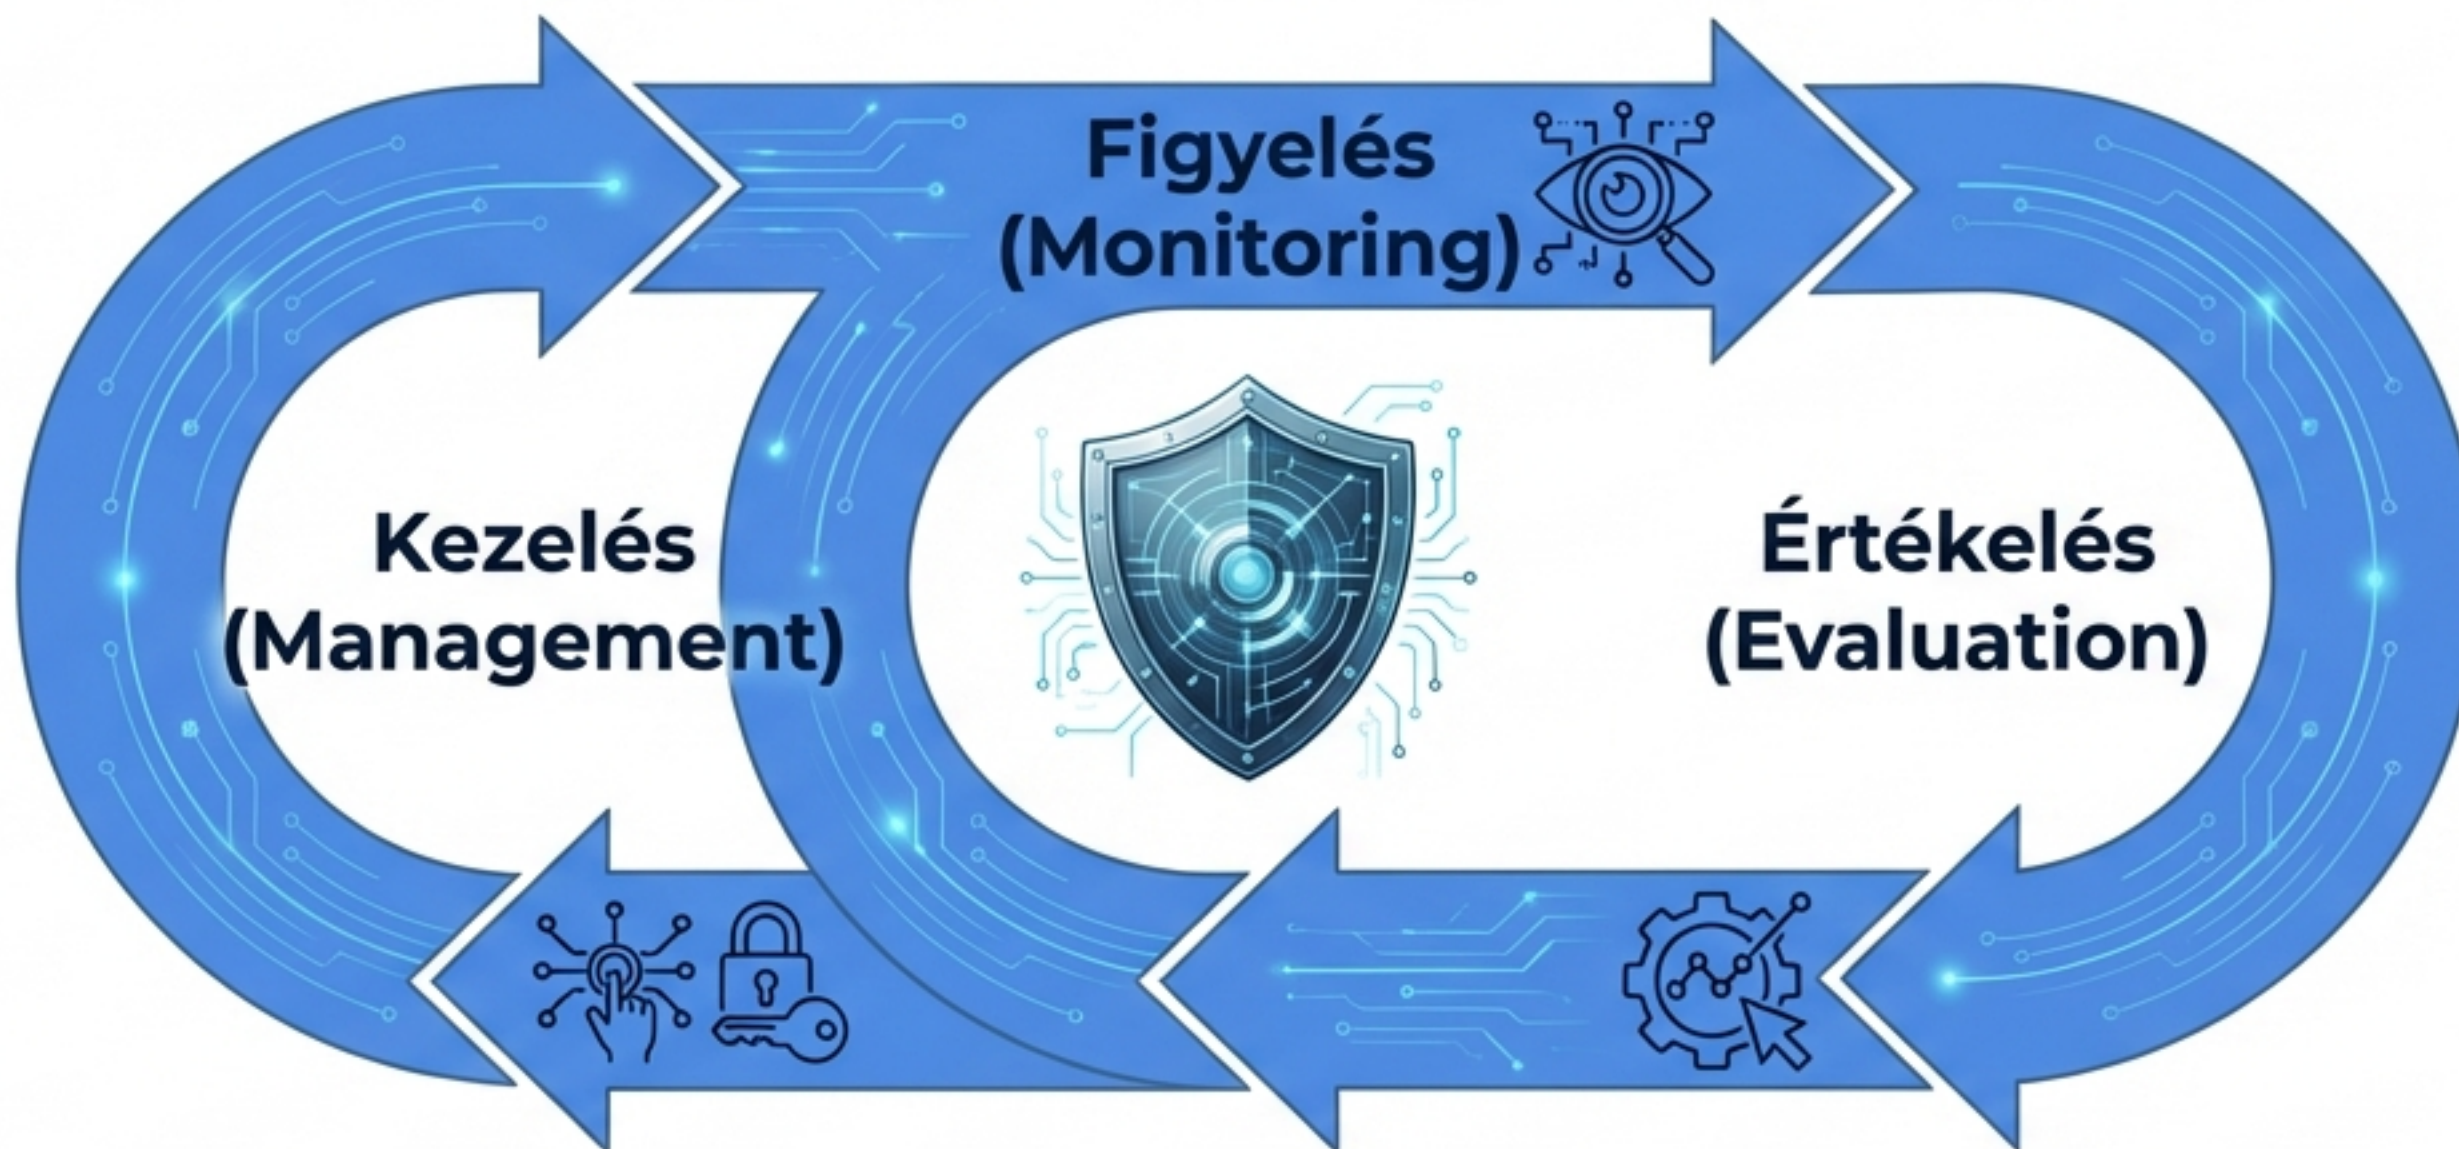 Figyelés
(Monitoring)
Kezelés
(Management)
Értékelés
(Evaluation)